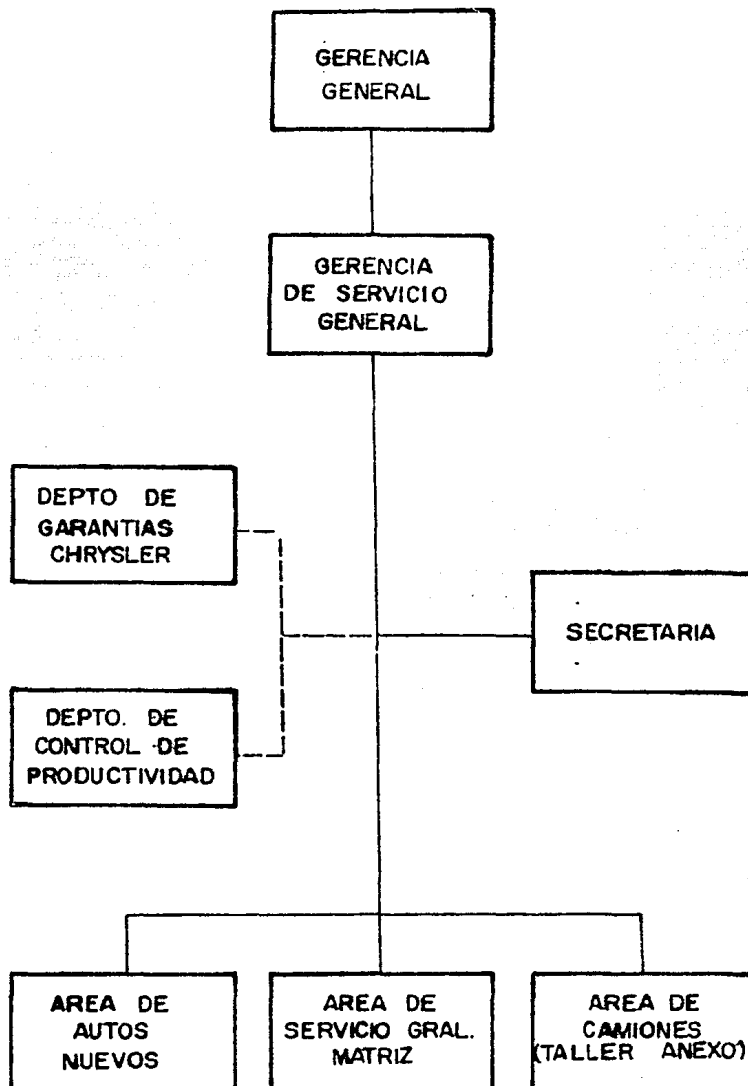 GERENCIA
GENERAL
GERENCIA
DE SERVICIO
GENERAL
DEPTO DE
GARANTIAS
CHRYSLER
SECRETARIA
DEPTO. DE
CONTROL DE
PRODUCTIVIDAD
AREA DE
AUTOS
NUEVOS
AREA DE
SERVICIO GRAL.
MATRIZ
AREA DE
CAMIONES
(TALLER ANEXO)